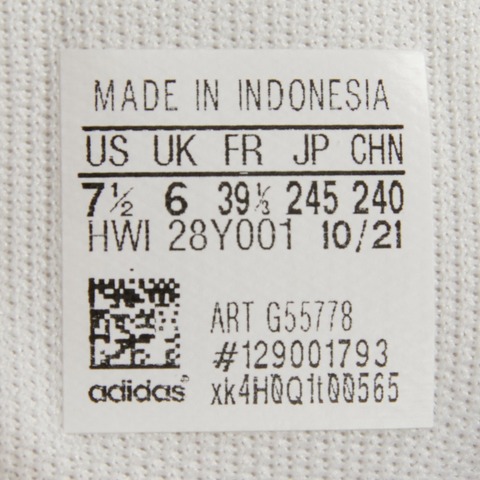 MADE IN INDONESIA
US UK FR JP CHN
7½ 6 39⅓ 245 240
HWI 28Y001 10/21
ART G55778
#129001793
adidas® xk4H0Q1t00565